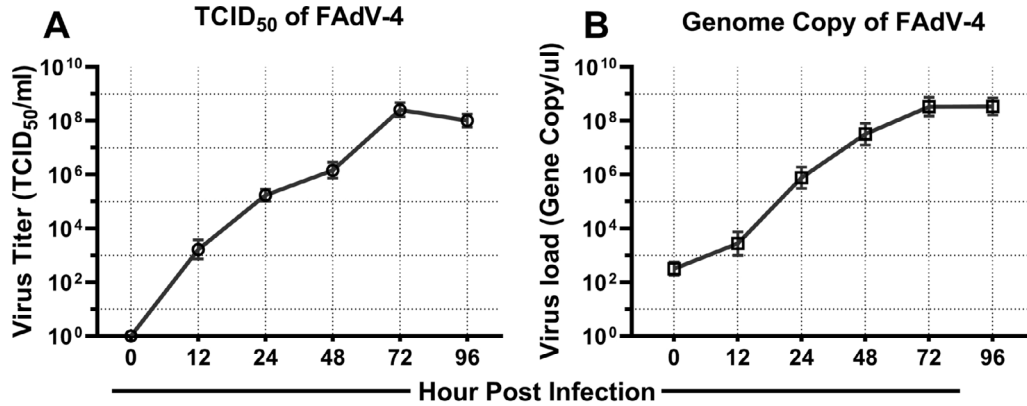 A
TCID50 of FAdV-4
Virus Titer (TCID50/ml)
10^10
10^8
10^6
10^4
10^2
10^0
0 12 24 48 72 96
B
Genome Copy of FAdV-4
Virus load (Gene Copy/ul)
10^10
10^8
10^6
10^4
10^2
10^0
0 12 24 48 72 96
Hour Post Infection